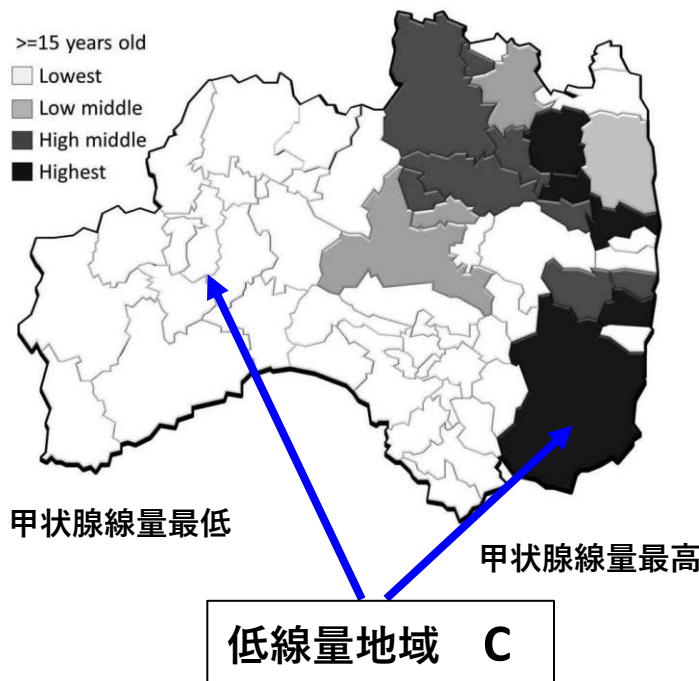 >=15 years old
Lowest
Low middle
High middle
Highest
甲状腺線量最低
甲状腺線量最高
低線量地域 C